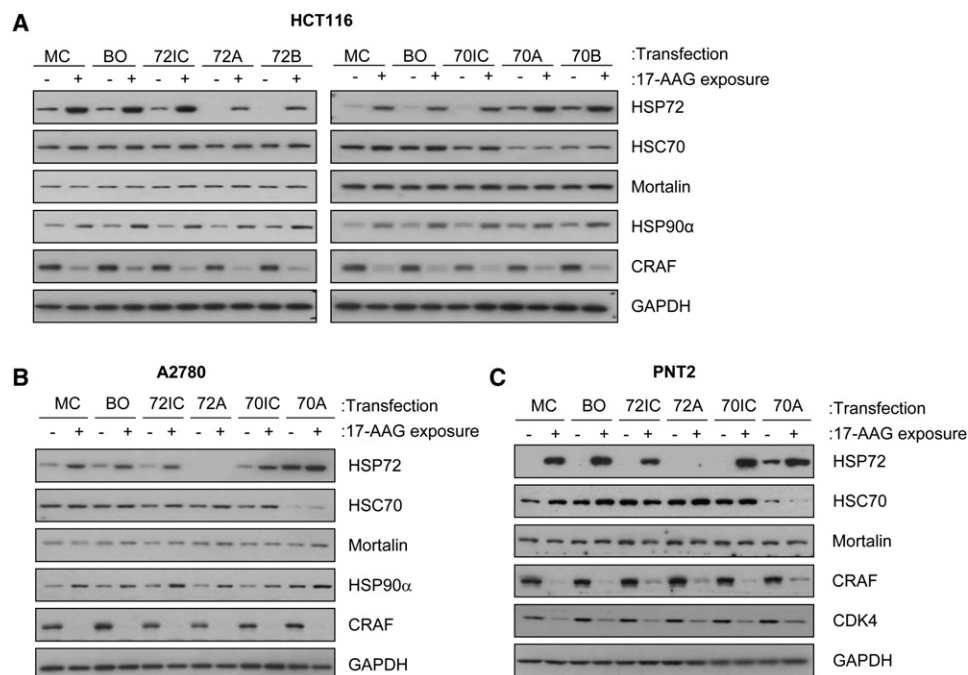 A
HCT116
MC BO 72IC 72A 72B MC BO 70IC 70A 70B :Transfection
- + - + - + - + - + - + - + - + - + - + :17-AAG exposure
HSP72
HSC70
Mortalin
HSP90α
CRAF
GAPDH
B
A2780
MC BO 72IC 72A 70IC 70A :Transfection
- + - + - + - + - + - + :17-AAG exposure
HSP72
HSC70
Mortalin
HSP90α
CRAF
GAPDH
C
PNT2
MC BO 72IC 72A 70IC 70A :Transfection
- + - + - + - + - + - + :17-AAG exposure
HSP72
HSC70
Mortalin
CRAF
CDK4
GAPDH